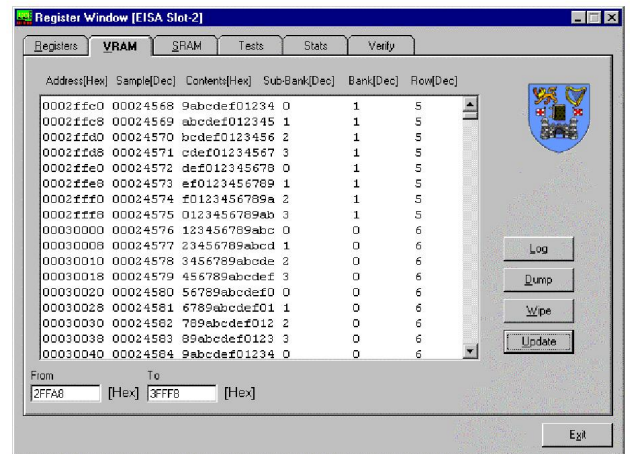 Register Window [EISA Slot-2]
Registers VRAM SRAM Tests Stats Verify
Address[Hex] Sample[Dec] Contents[Hex] Sub-Bank[Dec] Bank[Dec] Row[Dec]
0002ffc0 00024568 9abcdef01234 0 1 5
0002ffc8 00024569 abcdef012345 1 1 5
0002ffd0 00024570 bcdef0123456 2 1 5
0002ffd8 00024571 cdef01234567 3 1 5
0002ffe0 00024572 def012345678 0 1 5
0002ffe8 00024573 ef0123456789 1 1 5
0002fff0 00024574 f0123456789a 2 1 5
0002fff8 00024575 0123456789ab 3 1 5
00030000 00024576 123456789abc 0 0 6
00030008 00024577 23456789abcd 1 0 6
00030010 00024578 3456789abcde 2 0 6
00030018 00024579 456789abcdef 3 0 6
00030020 00024580 56789abcdef0 0 0 6
00030028 00024581 6789abcdef01 1 0 6
00030030 00024582 789abcdef012 2 0 6
00030038 00024583 89abcdef0123 3 0 6
00030040 00024584 9abcdef01234 0 0 6
Log
Dump
Wipe
Update
From To
2FFA8 [Hex] 3FFF8 [Hex]
Exit